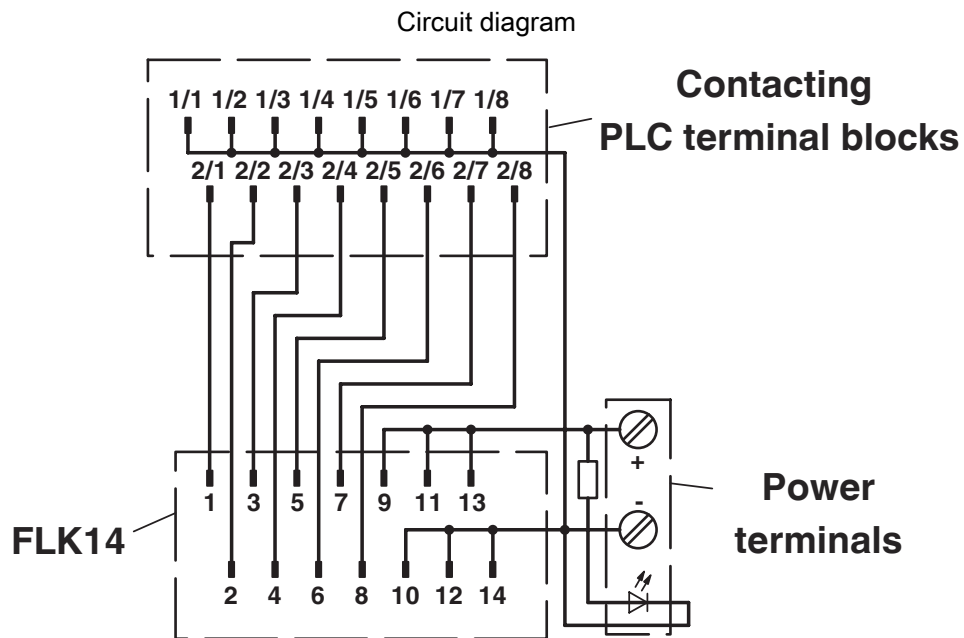 Circuit diagram
1/1 1/2 1/3 1/4 1/5 1/6 1/7 1/8
Contacting
PLC terminal blocks
2/1 2/2 2/3 2/4 2/5 2/6 2/7 2/8
+
1 3 5 7 9 11 13
-
Power
terminals
FLK14
2 4 6 8 10 12 14